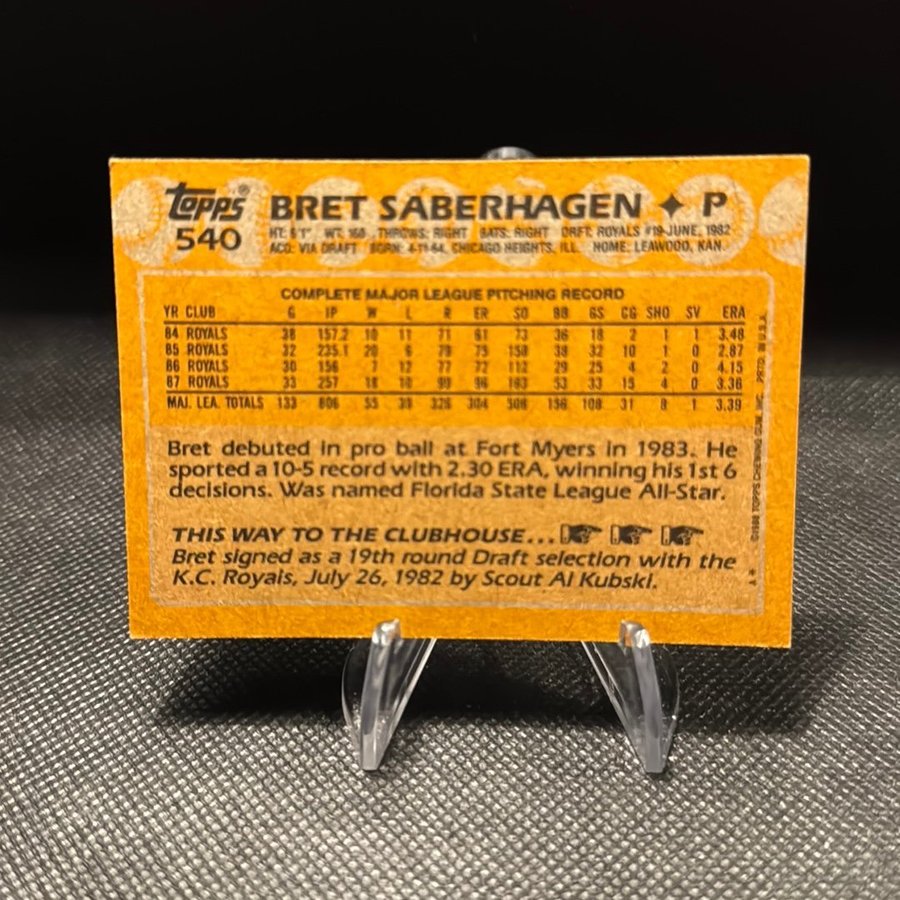 Topps®
540
BRET SABERHAGEN ✦ P
HT: 6'1" WT: 160 THROWS: RIGHT BATS: RIGHT DRFT: ROYALS #19-JUNE, 1982
ACQ: VIA DRAFT BORN: 4-11-64, CHICAGO HEIGHTS, ILL. HOME: LEAWOOD, KAN.
COMPLETE MAJOR LEAGUE PITCHING RECORD
YR CLUB G IP W L R ER SO BB GS CG SHO SV ERA
84 ROYALS 38 157.2 10 11 71 61 73 36 18 2 1 1 3.48
85 ROYALS 32 235.1 20 6 79 75 158 38 32 10 1 0 2.87
86 ROYALS 30 156 7 12 77 72 112 29 25 4 2 0 4.15
87 ROYALS 33 257 18 10 99 96 163 53 33 15 4 0 3.36
MAJ. LEA. TOTALS 133 806 55 39 326 304 506 156 108 31 8 1 3.39
Bret debuted in pro ball at Fort Myers in 1983. He
sported a 10-5 record with 2.30 ERA, winning his 1st 6
decisions. Was named Florida State League All-Star.
THIS WAY TO THE CLUBHOUSE...
Bret signed as a 19th round Draft selection with the
K.C. Royals, July 26, 1982 by Scout Al Kubski.
©1988 TOPPS CHEWING GUM, INC. PRTD. IN U.S.A.